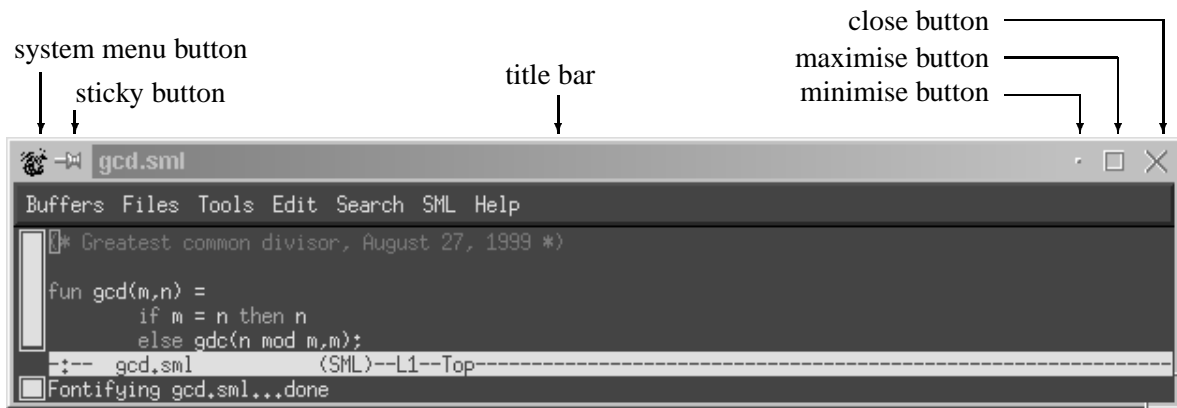 close button
system menu button
maximise button
title bar
sticky button
minimise button
gcd.sml
Buffers Files Tools Edit Search SML Help
(* Greatest common divisor, August 27, 1999 *)
fun gcd(m,n) =
if m = n then n
else gdc(n mod m,m);
-:-- gcd.sml (SML)--L1--Top----------------------------------------------------------------------
Fontifying gcd.sml...done